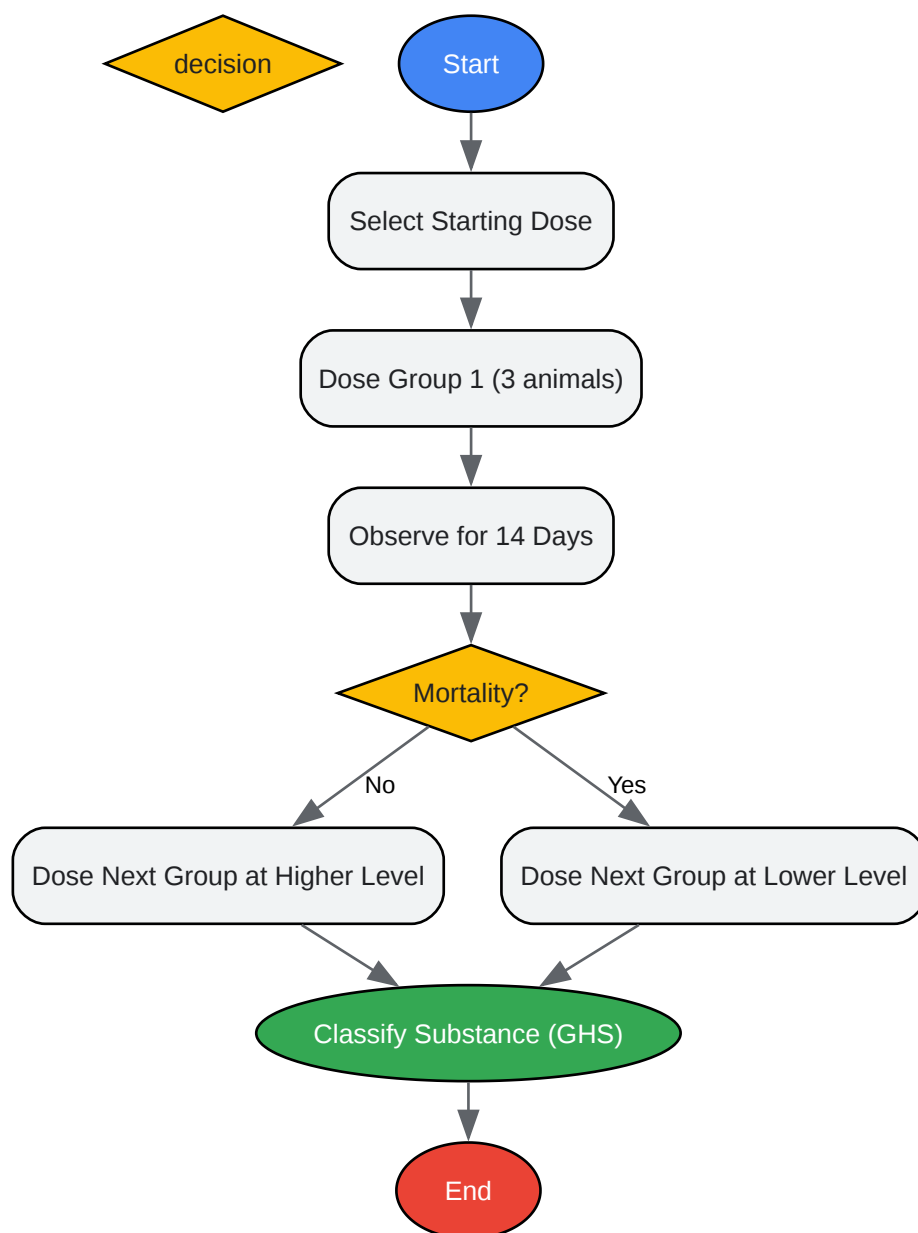 decision
Start
Select Starting Dose
Dose Group 1 (3 animals)
Observe for 14 Days
Mortality?
No
Yes
Dose Next Group at Higher Level
Dose Next Group at Lower Level
Classify Substance (GHS)
End